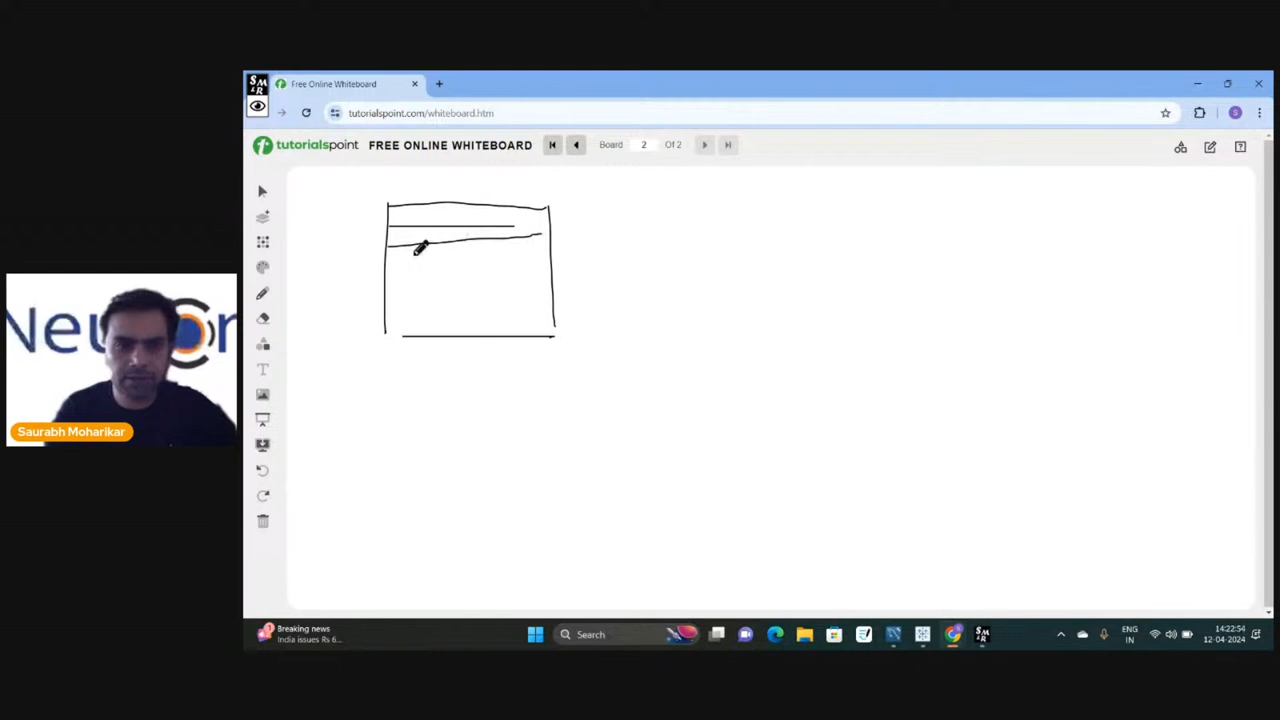 SM
&R
Free Online Whiteboard
tutorialspoint.com/whiteboard.htm
S
tutorialspoint
FREE ONLINE WHITEBOARD
Board 2 Of 2
Saurabh Moharikar
Breaking news
India issues Rs 6...
Search
ENG
IN
14:22:54
12-04-2024